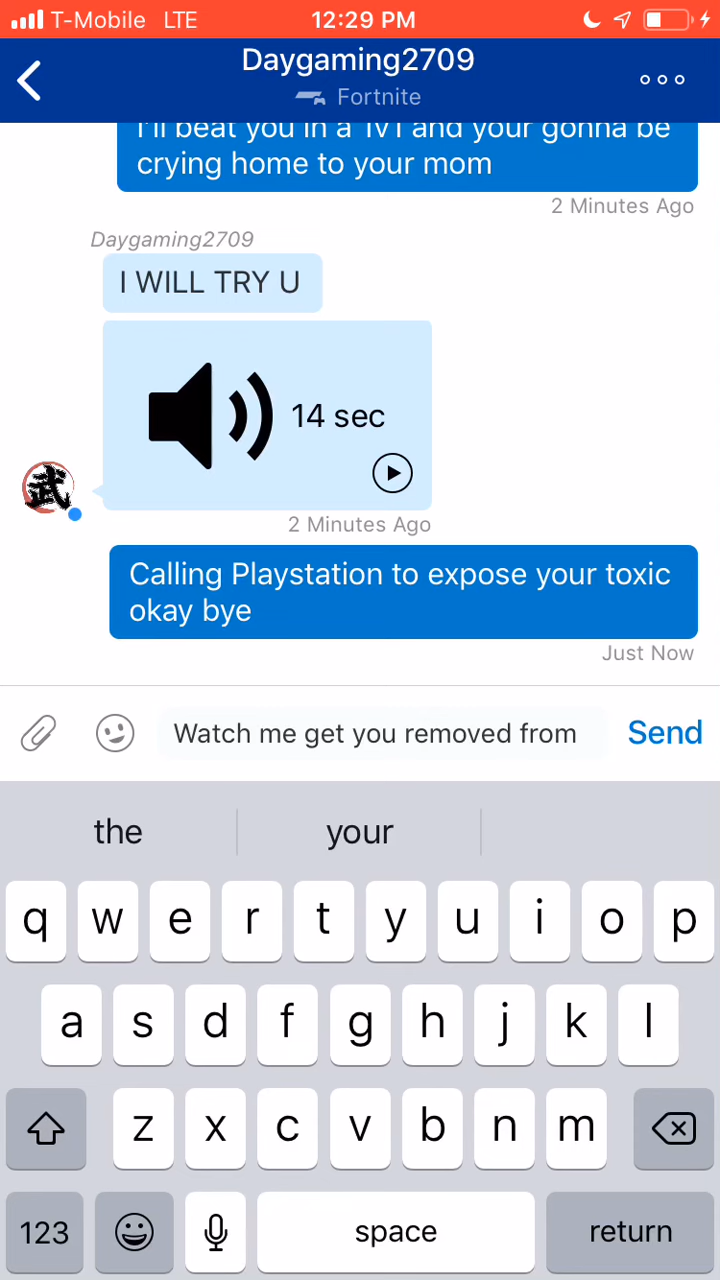 T-Mobile LTE 12:29 PM
Daygaming2709
Fortnite
I'll beat you in a 1v1 and your gonna be
crying home to your mom
2 Minutes Ago
Daygaming2709
I WILL TRY U
14 sec
武
2 Minutes Ago
Calling Playstation to expose your toxic
okay bye
Just Now
Watch me get you removed from
Send
the your
q w e r t y u i o p
a s d f g h j k l
z x c v b n m
123 space return